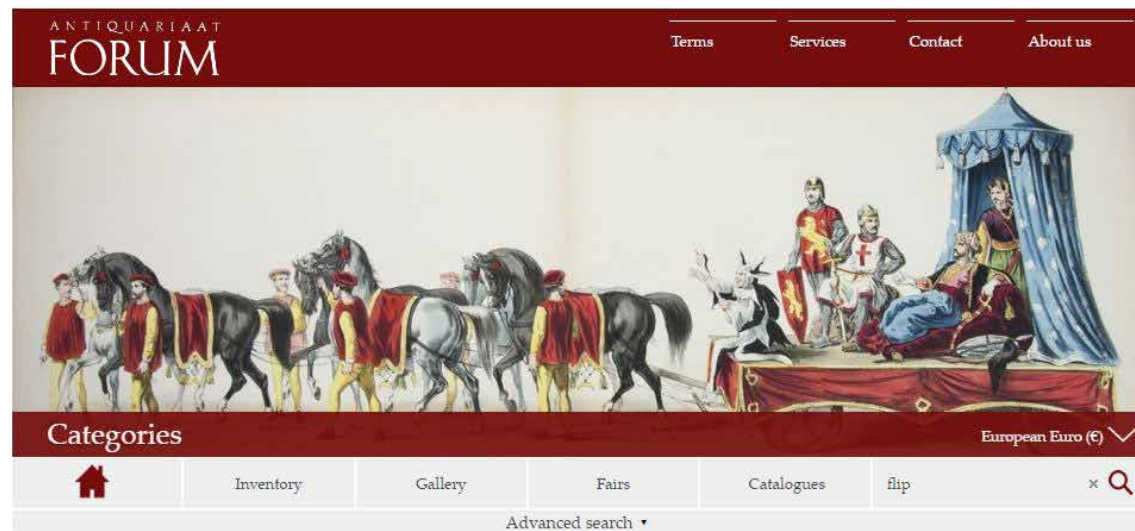 ANTIQUARIAAT
FORUM
Terms Services Contact About us
Categories
European Euro (€)
Inventory Gallery Fairs Catalogues flip ×
Advanced search ▾